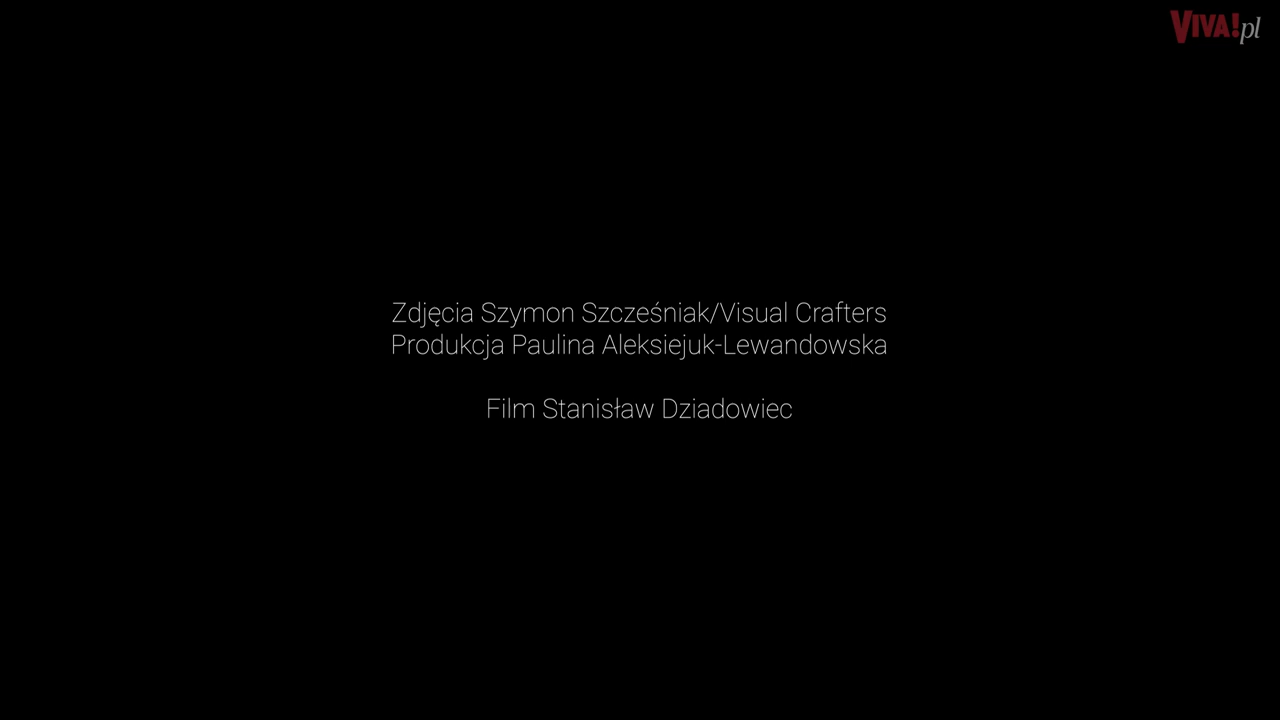 VIVA!pl
Zdjęcia Szymon Szcześniak/Visual Crafters
Produkcja Paulina Aleksiejuk-Lewandowska
Film Stanisław Dziadowiec